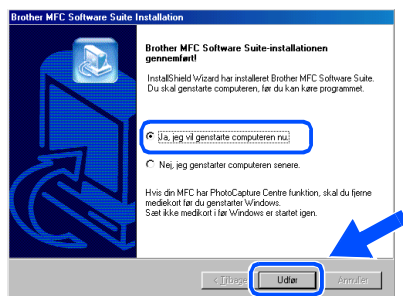 Brother MFC Software Suite Installation
Brother MFC Software Suite-installationen
gennemført!
InstallShield Wizard har installeret Brother MFC Software Suite.
Du skal genstarte computeren, før du kan køre programmet.
Ja, jeg vil genstarte computeren nu.
Nej, jeg genstarter computeren senere.
Hvis din MFC har PhotoCapture Centre funktion, skal du fjerne
mediekort før du genstarter Windows.
Sæt ikke medikort i før Windows er startet igen.
< Tilbage Udfør Annuller